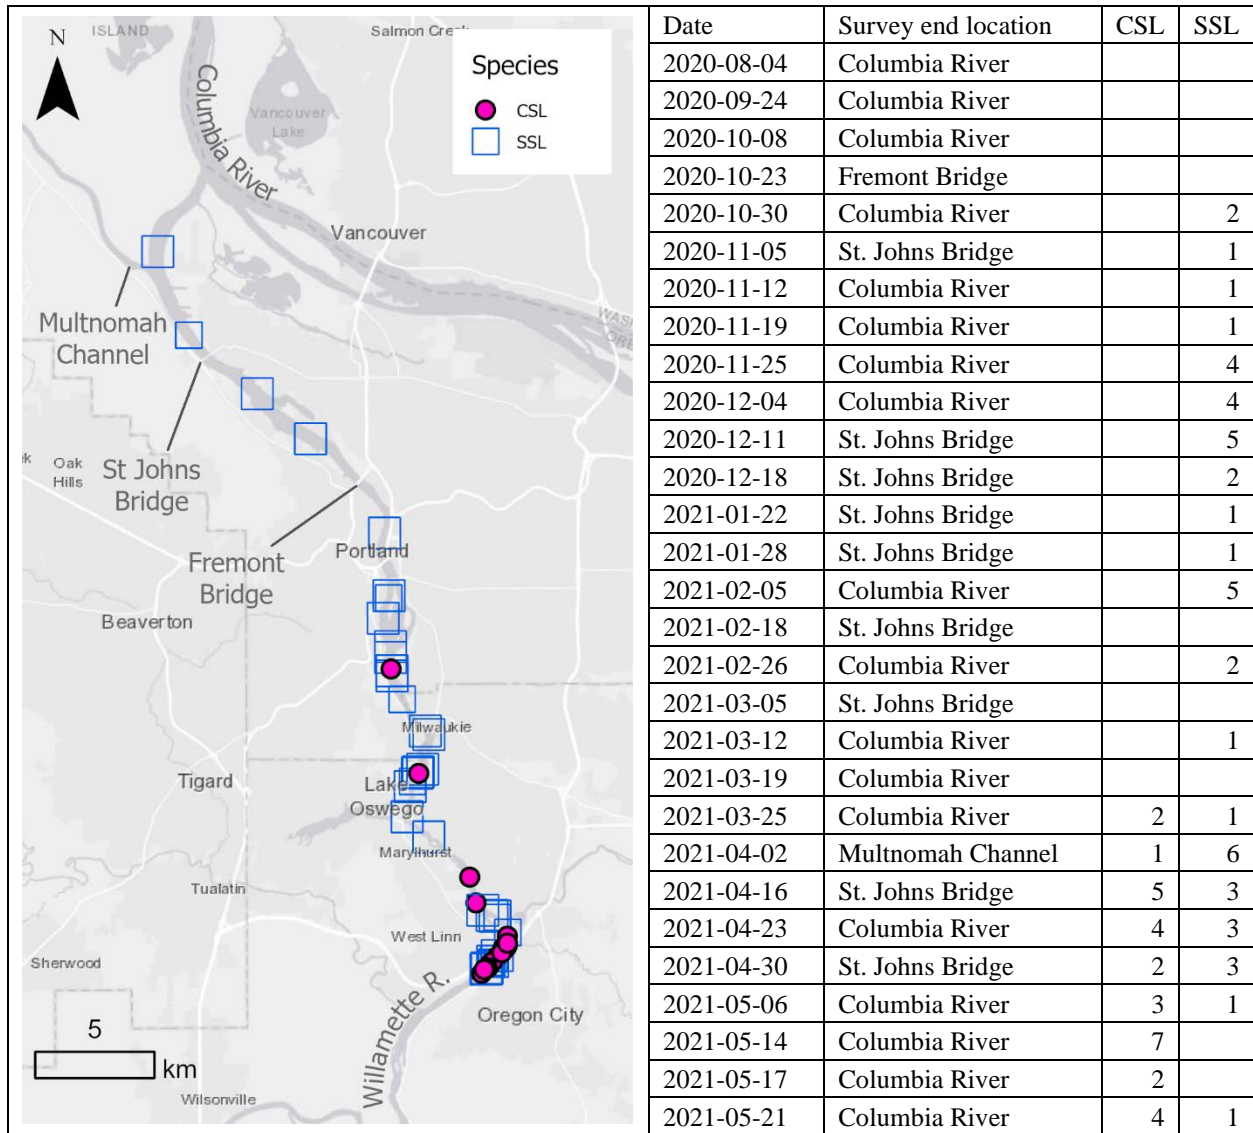 N
ISLAND
Salmon Cree
Species
CSL
SSL
Columbia River
Vancouver
Lake
Vancouver
WAS
ORE
Multnomah
Channel
St Johns
Bridge
Oak
Hills
ek
Fremont
Bridge
Portland
Beaverton
Milwaukie
Tigard
Lake
Oswego
Marylhurst
Tualatin
West Linn
Sherwood
Oregon City
Willamette R.
5
km
Wilsonville
Date Survey end location CSL SSL
2020-08-04 Columbia River
2020-09-24 Columbia River
2020-10-08 Columbia River
2020-10-23 Fremont Bridge
2020-10-30 Columbia River 2
2020-11-05 St. Johns Bridge 1
2020-11-12 Columbia River 1
2020-11-19 Columbia River 1
2020-11-25 Columbia River 4
2020-12-04 Columbia River 4
2020-12-11 St. Johns Bridge 5
2020-12-18 St. Johns Bridge 2
2021-01-22 St. Johns Bridge 1
2021-01-28 St. Johns Bridge 1
2021-02-05 Columbia River 5
2021-02-18 St. Johns Bridge
2021-02-26 Columbia River 2
2021-03-05 St. Johns Bridge
2021-03-12 Columbia River 1
2021-03-19 Columbia River
2021-03-25 Columbia River 2 1
2021-04-02 Multnomah Channel 1 6
2021-04-16 St. Johns Bridge 5 3
2021-04-23 Columbia River 4 3
2021-04-30 St. Johns Bridge 2 3
2021-05-06 Columbia River 3 1
2021-05-14 Columbia River 7
2021-05-17 Columbia River 2
2021-05-21 Columbia River 4 1